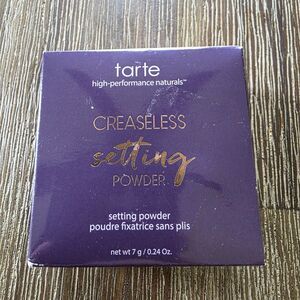 tarte
high-performance naturals™
CREASELESS
setting
POWDER
setting powder
poudre fixatrice sans plis
net wt 7 g / 0.24 Oz.